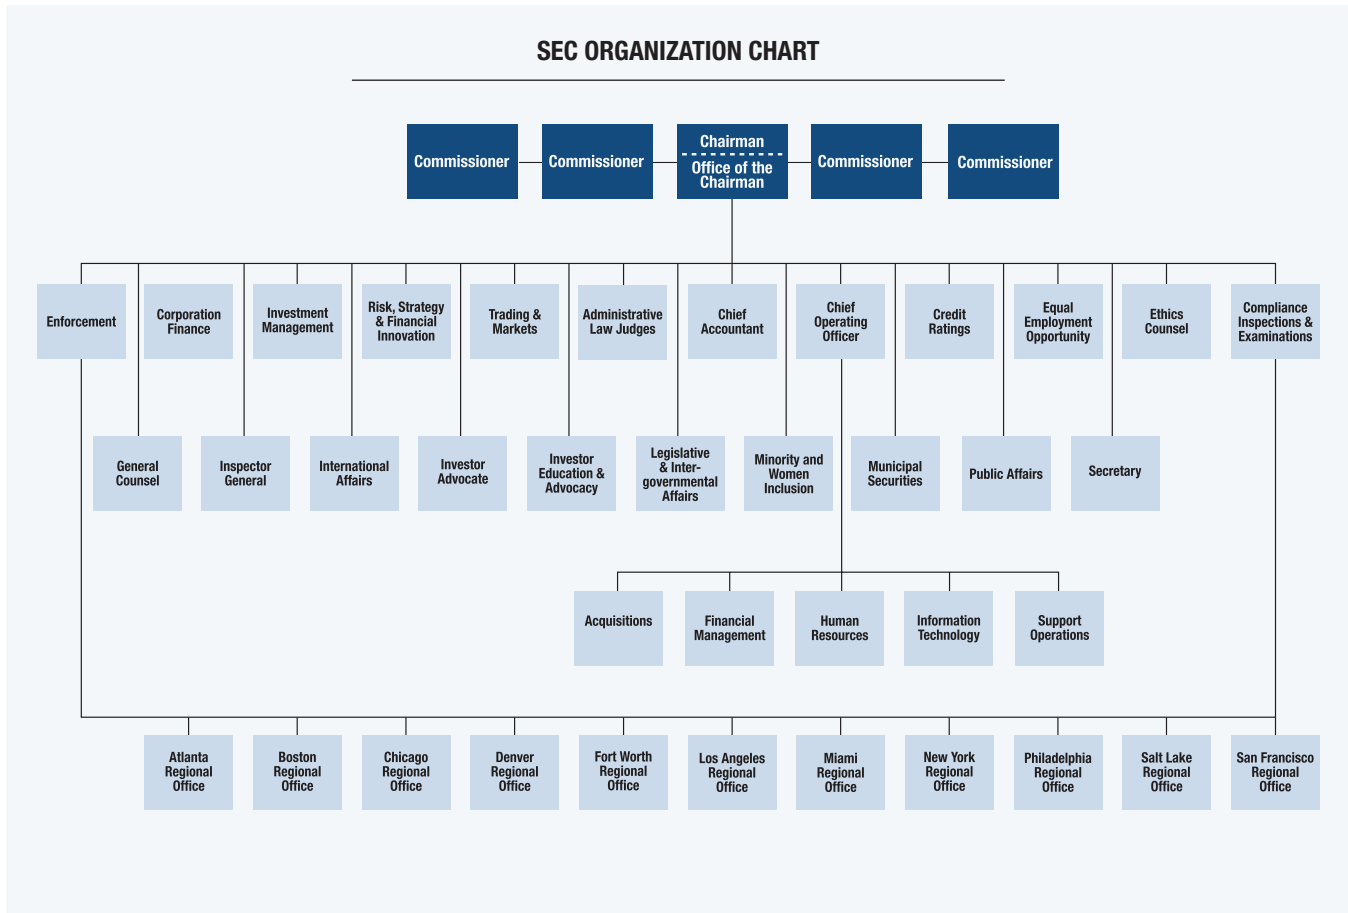 SEC ORGANIZATION CHART
Commissioner
Commissioner
Chairman
Office of the
Chairman
Commissioner
Commissioner
Enforcement
Corporation
Finance
Investment
Management
Risk, Strategy
& Financial
Innovation
Trading &
Markets
Administrative
Law Judges
Chief
Accountant
Chief
Operating
Officer
Credit
Ratings
Equal
Employment
Opportunity
Ethics
Counsel
Compliance
Inspections &
Examinations
General
Counsel
Inspector
General
International
Affairs
Investor
Advocate
Investor
Education &
Advocacy
Legislative
& Inter-
governmental
Affairs
Minority and
Women
Inclusion
Municipal
Securities
Public Affairs
Secretary
Acquisitions
Financial
Management
Human
Resources
Information
Technology
Support
Operations
Atlanta
Regional
Office
Boston
Regional
Office
Chicago
Regional
Office
Denver
Regional
Office
Fort Worth
Regional
Office
Los Angeles
Regional
Office
Miami
Regional
Office
New York
Regional
Office
Philadelphia
Regional
Office
Salt Lake
Regional
Office
San Francisco
Regional
Office